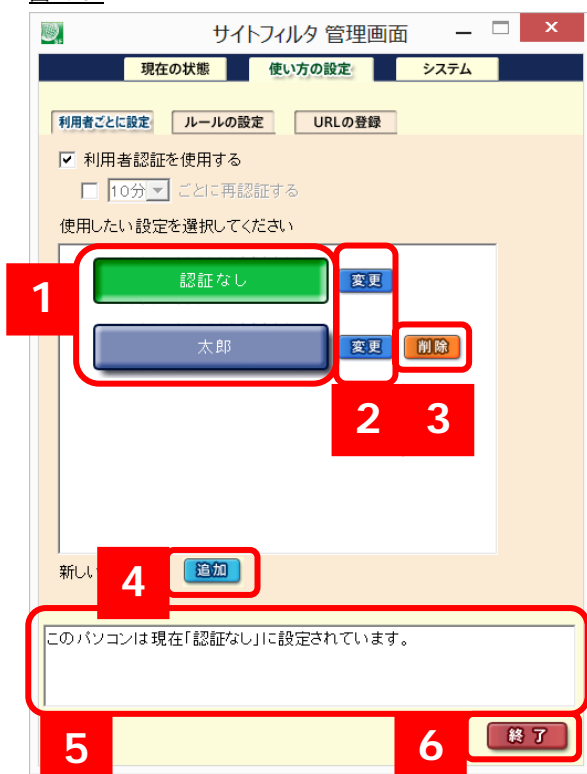 サイトフィルタ 管理画面
現在の状態 使い方の設定 システム
利用者ごとに設定 ルールの設定 URLの登録
利用者認証を使用する
10分 ごとに再認証する
使用したい設定を選択してください
1
認証なし 変更
太郎 変更 削除
2 3
新しい
4 追加
このパソコンは現在「認証なし」に設定されています。
5
6 終了